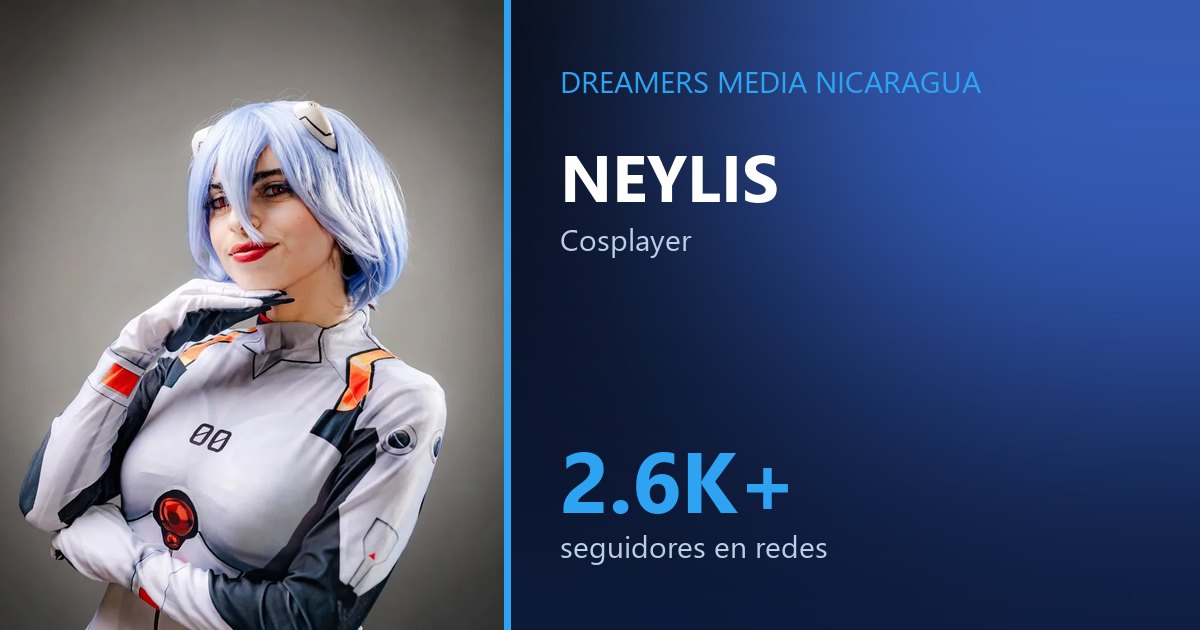 DREAMERS MEDIA NICARAGUA
NEYLIS
Cosplayer
00
2.6K+
seguidores en redes